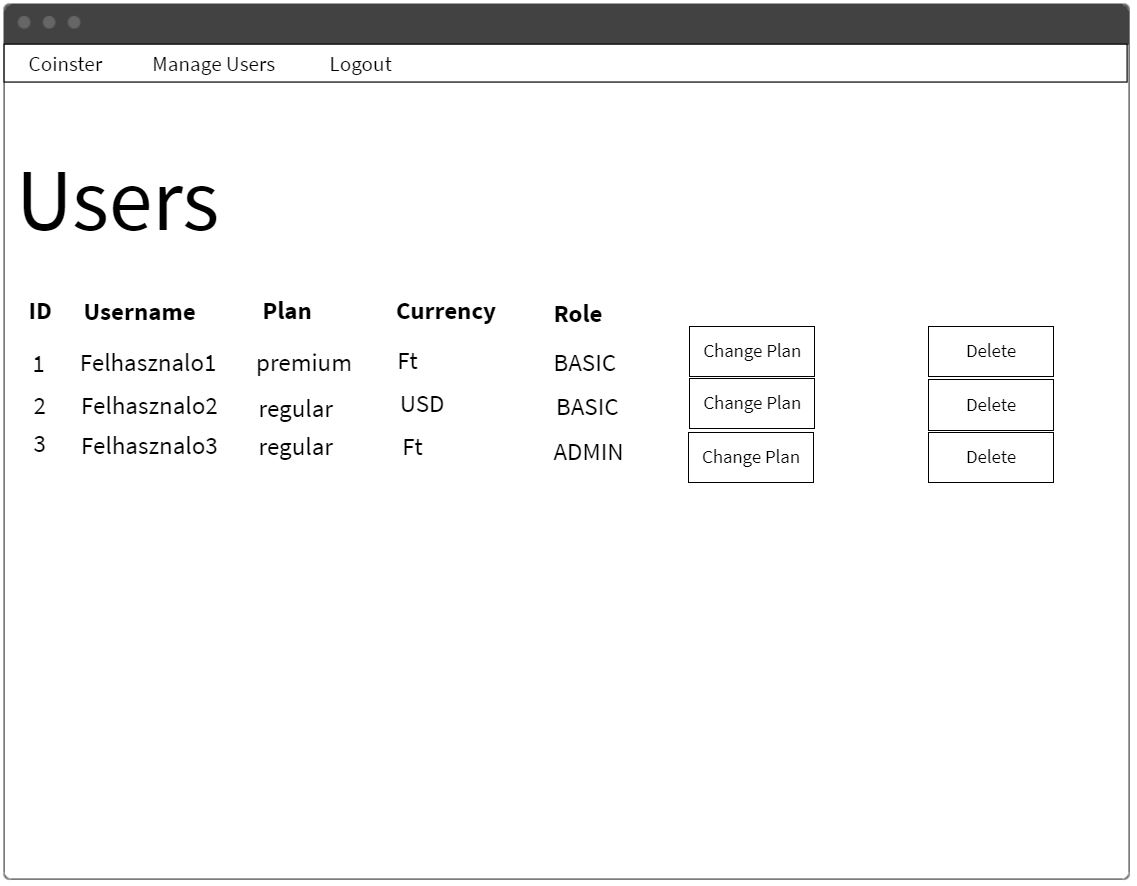 Coinster Manage Users Logout
Users
ID Username Plan Currency Role
1 Felhasznalo1 premium Ft BASIC Change Plan Delete
2 Felhasznalo2 regular USD BASIC Change Plan Delete
3 Felhasznalo3 regular Ft ADMIN Change Plan Delete